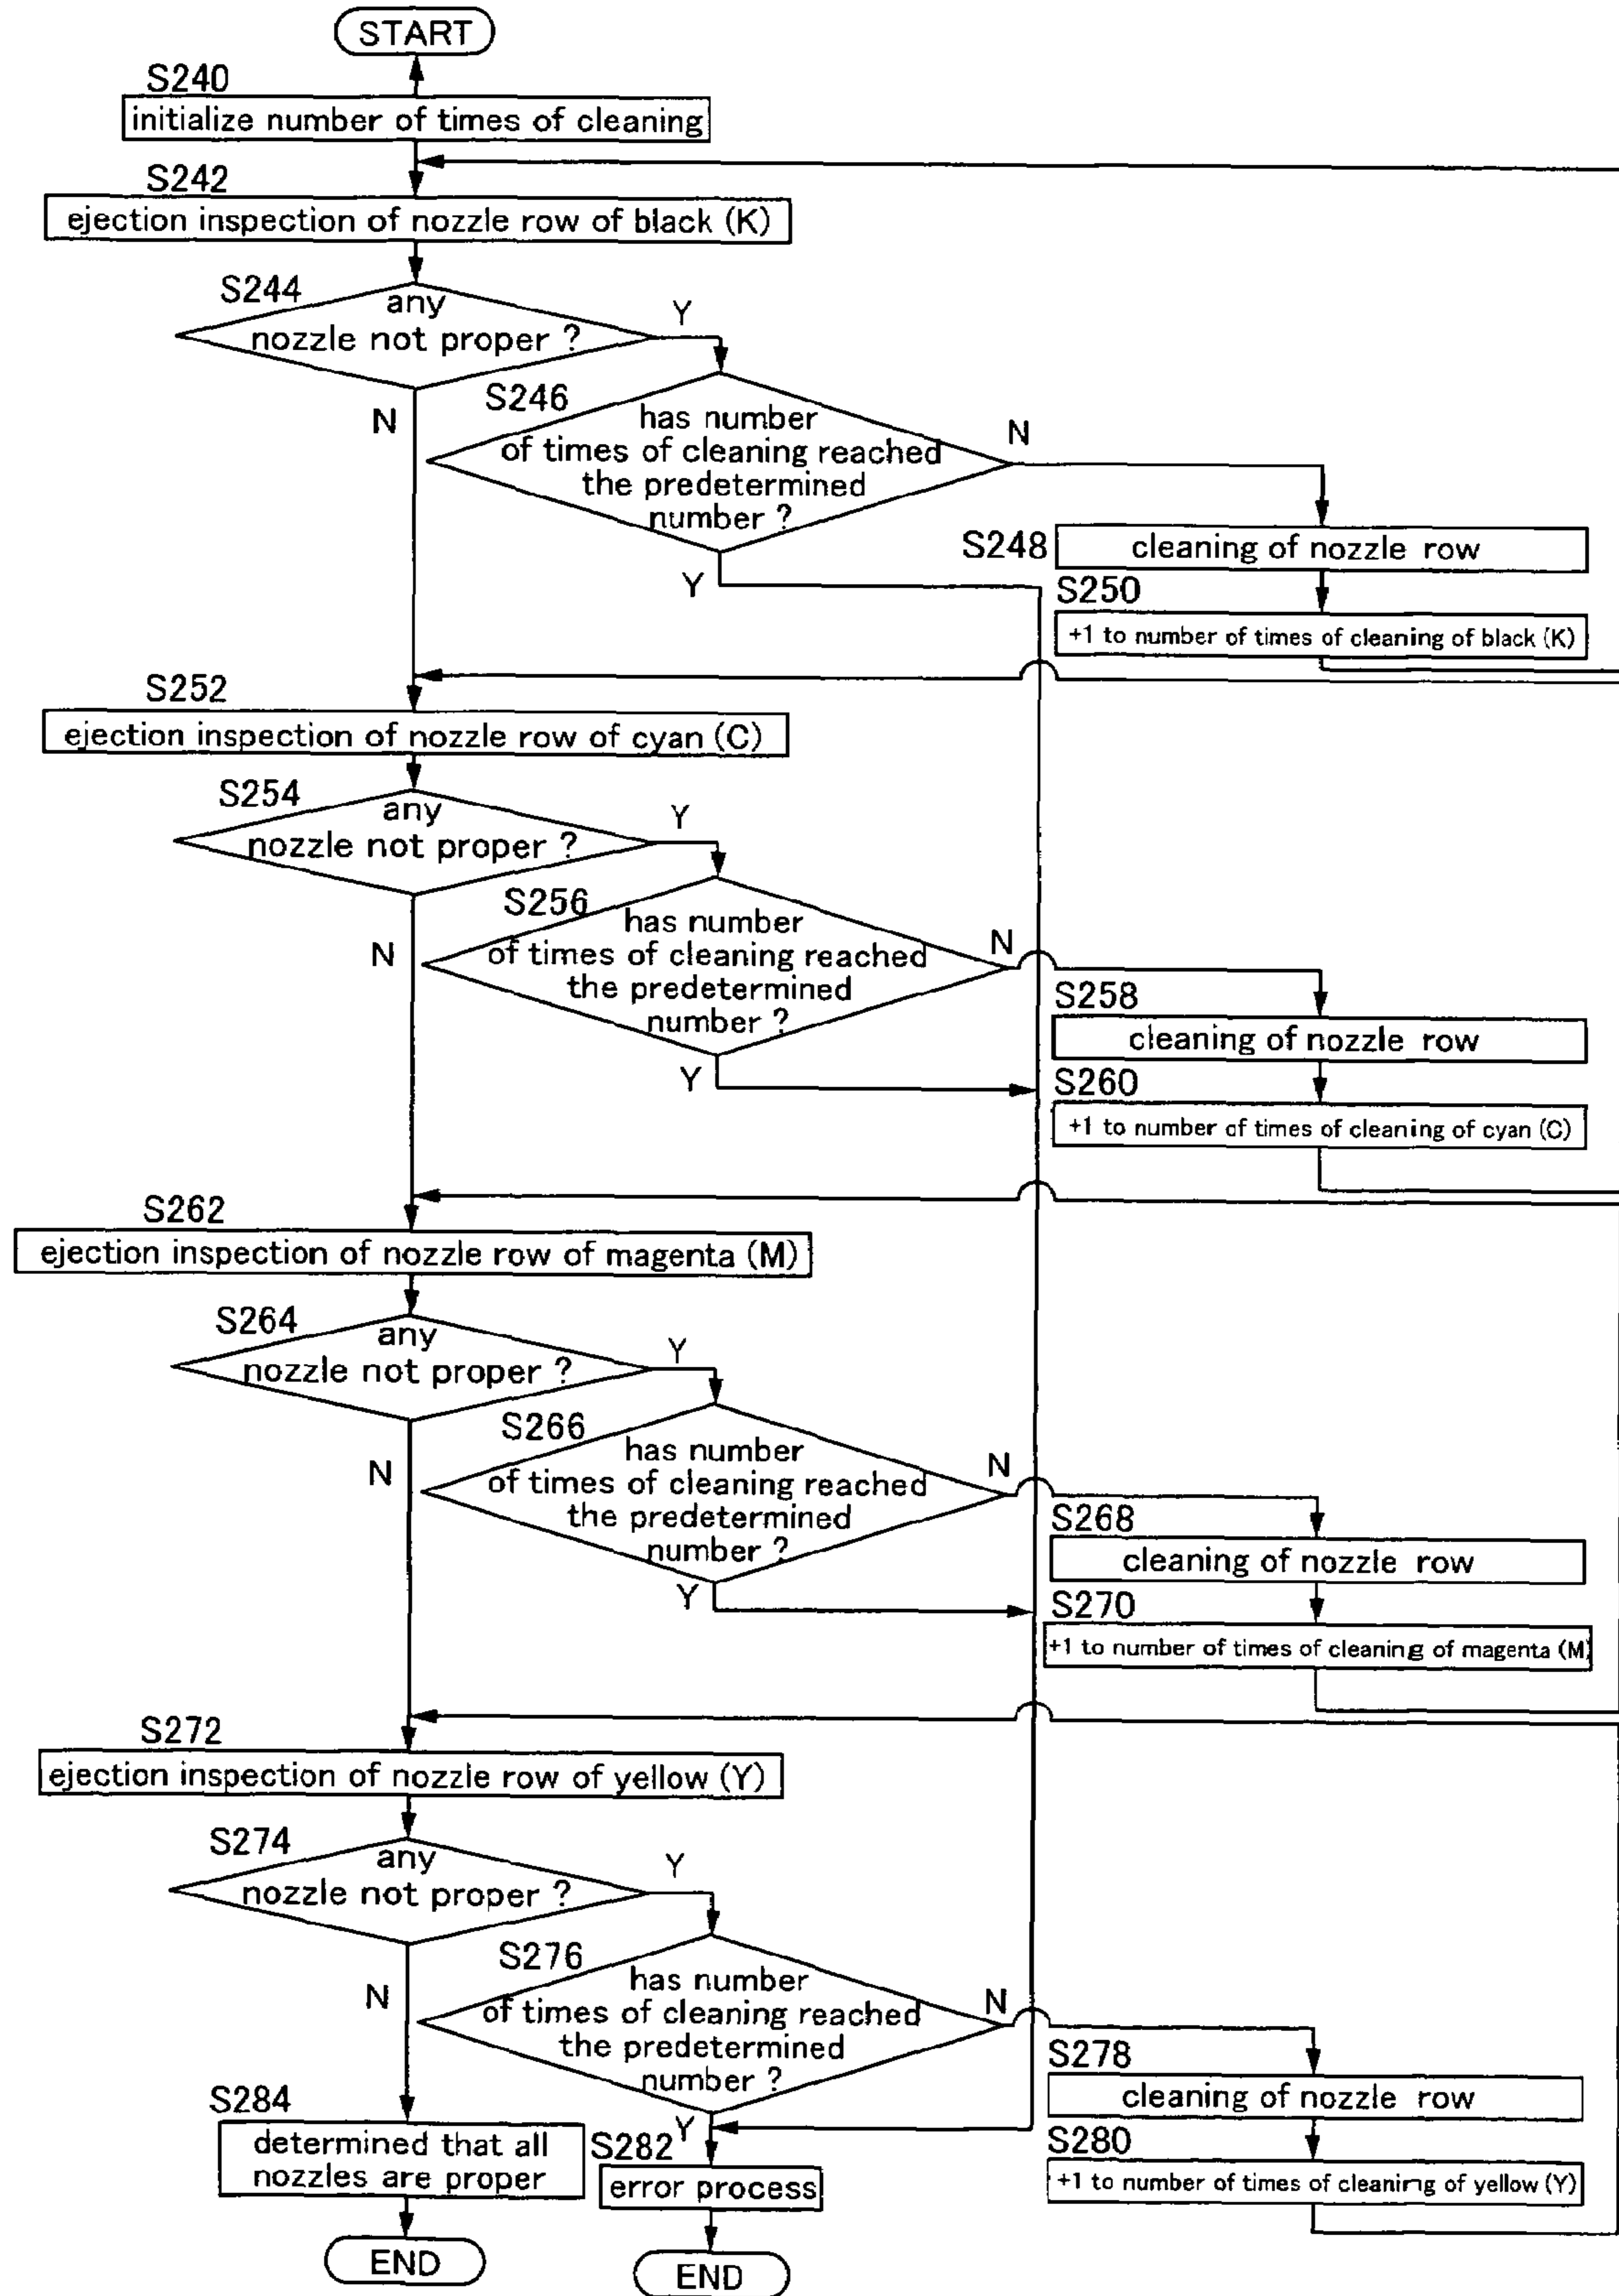 START
S240
initialize number of times of cleaning
S242
ejection inspection of nozzle row of black (K)
S244
any
nozzle not proper ?
Y
N
S246
has number
of times of cleaning reached
the predetermined
number ?
N
Y
S248
cleaning of nozzle row
S250
+1 to number of times of cleaning of black (K)
S252
ejection inspection of nozzle row of cyan (C)
S254
any
nozzle not proper ?
Y
N
S256
has number
of times of cleaning reached
the predetermined
number ?
N
Y
S258
cleaning of nozzle row
S260
+1 to number of times of cleaning of cyan (C)
S262
ejection inspection of nozzle row of magenta (M)
S264
any
nozzle not proper ?
Y
N
S266
has number
of times of cleaning reached
the predetermined
number ?
N
Y
S268
cleaning of nozzle row
S270
+1 to number of times of cleaning of magenta (M)
S272
ejection inspection of nozzle row of yellow (Y)
S274
any
nozzle not proper ?
Y
N
S276
has number
of times of cleaning reached
the predetermined
number ?
N
Y
S278
cleaning of nozzle row
S280
+1 to number of times of cleaning of yellow (Y)
S284
determined that all
nozzles are proper
S282
error process
END
END